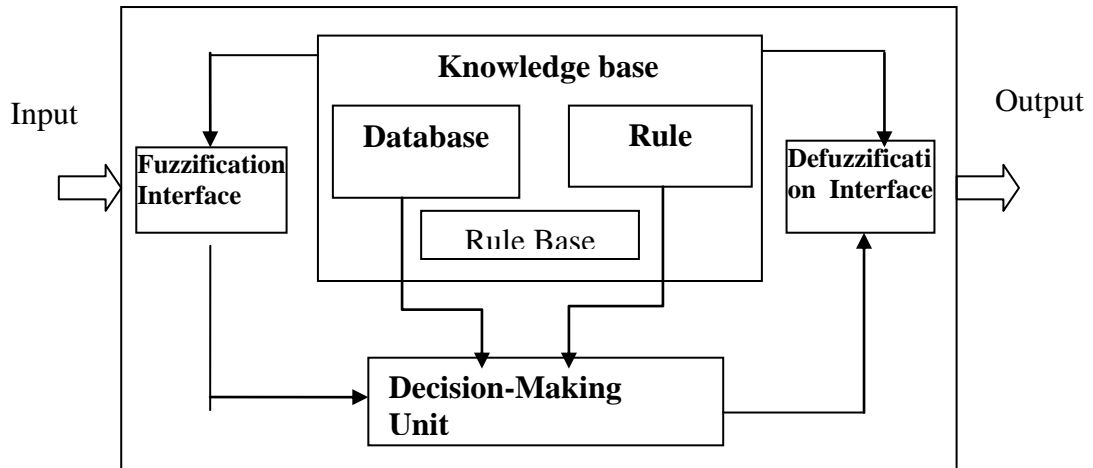 Knowledge base
Input
Output
Database
Rule
Fuzzification
Interface
Defuzzificati
on Interface
Rule Base
Decision-Making
Unit